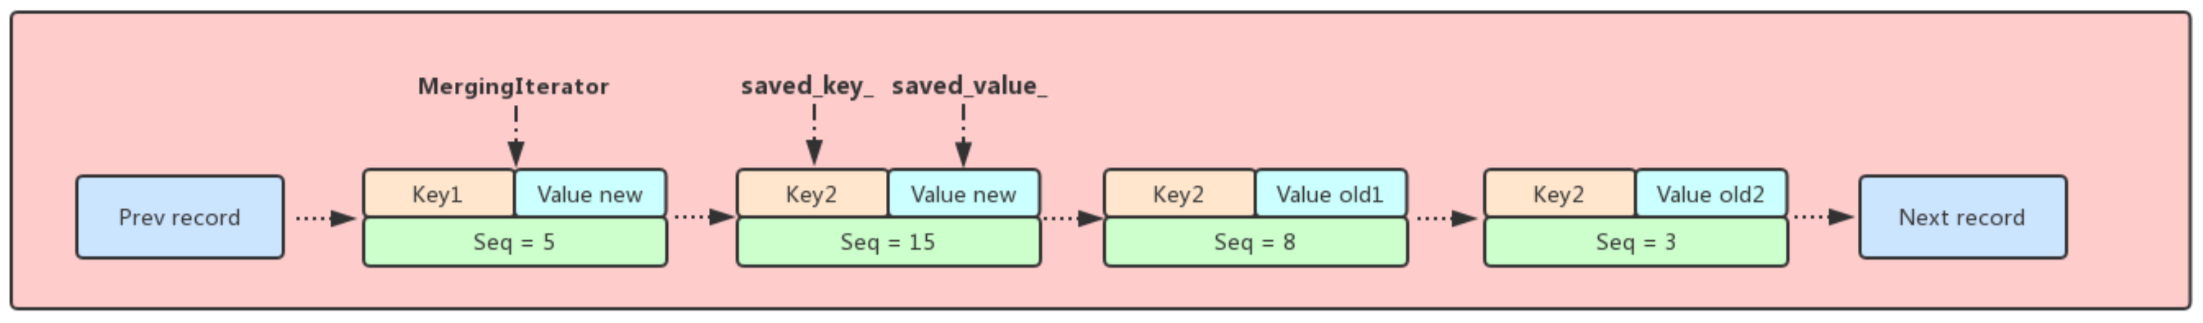 MergingIterator
saved_key_ saved_value_
Prev record
Key1
Value new
Seq = 5
Key2
Value new
Seq = 15
Key2
Value old1
Seq = 8
Key2
Value old2
Seq = 3
Next record